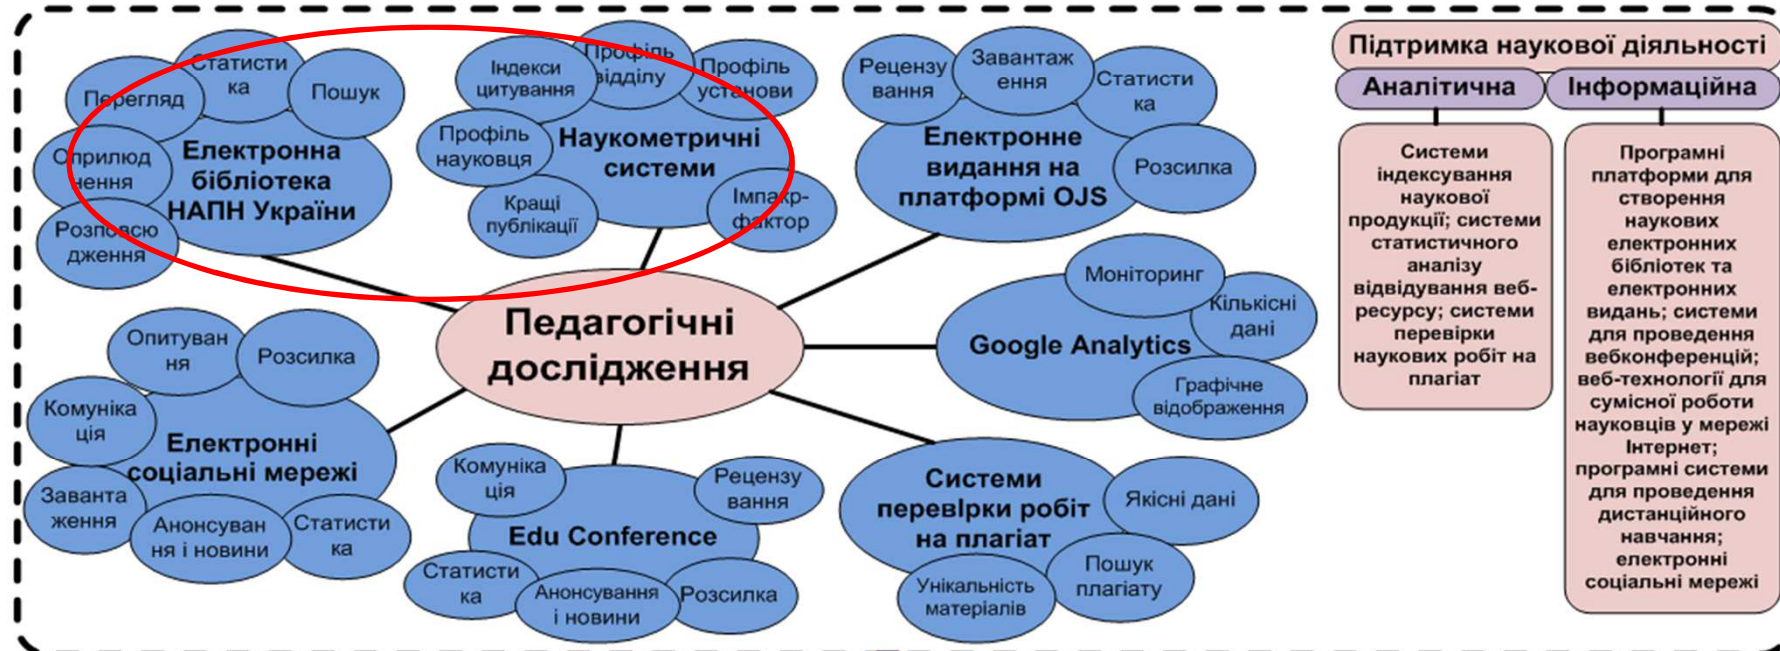 Статисти
ка
Перегляд
Пошук
Оприлюд
нення
Розповсю
дження
Електронна
бібліотека
НАПН України
Індекси
цитування
Профіль
відділу
Профіль
установи
Профіль
науковця
Кращі
публікації
Імпакр-
фактор
Наукометричні
системи
Рецензу
вання
Завантаж
ення
Статисти
ка
Розсилка
Електронне
видання на
платформі OJS
Педагогічні
дослідження
Моніторинг
Кількісні
дані
Графічне
відображення
Google Analytics
Опитуван
ня
Розсилка
Комуніка
ція
Заванта
ження
Анонсуван
ня і новини
Статисти
ка
Електронні
соціальні мережі
Комуніка
ція
Рецензу
вання
Edu Conference
Статисти
ка
Анонсування
і новини
Розсилка
Системи
перевІрки робіт
на плагіат
Якісні дані
Пошук
плагіату
Унікальність
матеріалів
Підтримка наукової діяльності
Аналітична
Системи
індексування
наукової
продукції; системи
статистичного
аналізу
відвідування веб-
ресурсу; системи
перевірки
наукових робіт на
плагіат
Інформаційна
Програмні
платформи для
створення
наукових
електронних
бібліотек та
електронних
видань; системи
для проведення
вебконференцій;
веб-технології для
сумісної роботи
науковців у мережі
Інтернет;
програмні системи
для проведення
дистанційного
навчання;
електронні
соціальні мережі